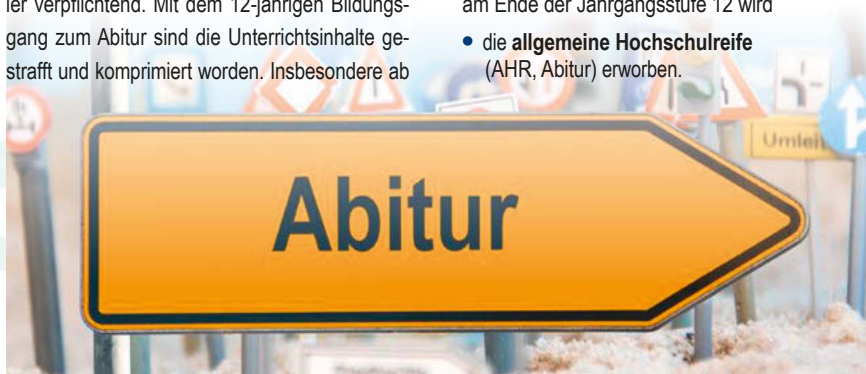 ler verpflichtend. Mit dem 12-jährigen Bildungs-
gang zum Abitur sind die Unterrichtsinhalte ge-
strafft und komprimiert worden. Insbesondere ab
am Ende der Jahrgangsstufe 12 wird
• die allgemeine Hochschulreife
(AHR, Abitur) erworben.
Abitur